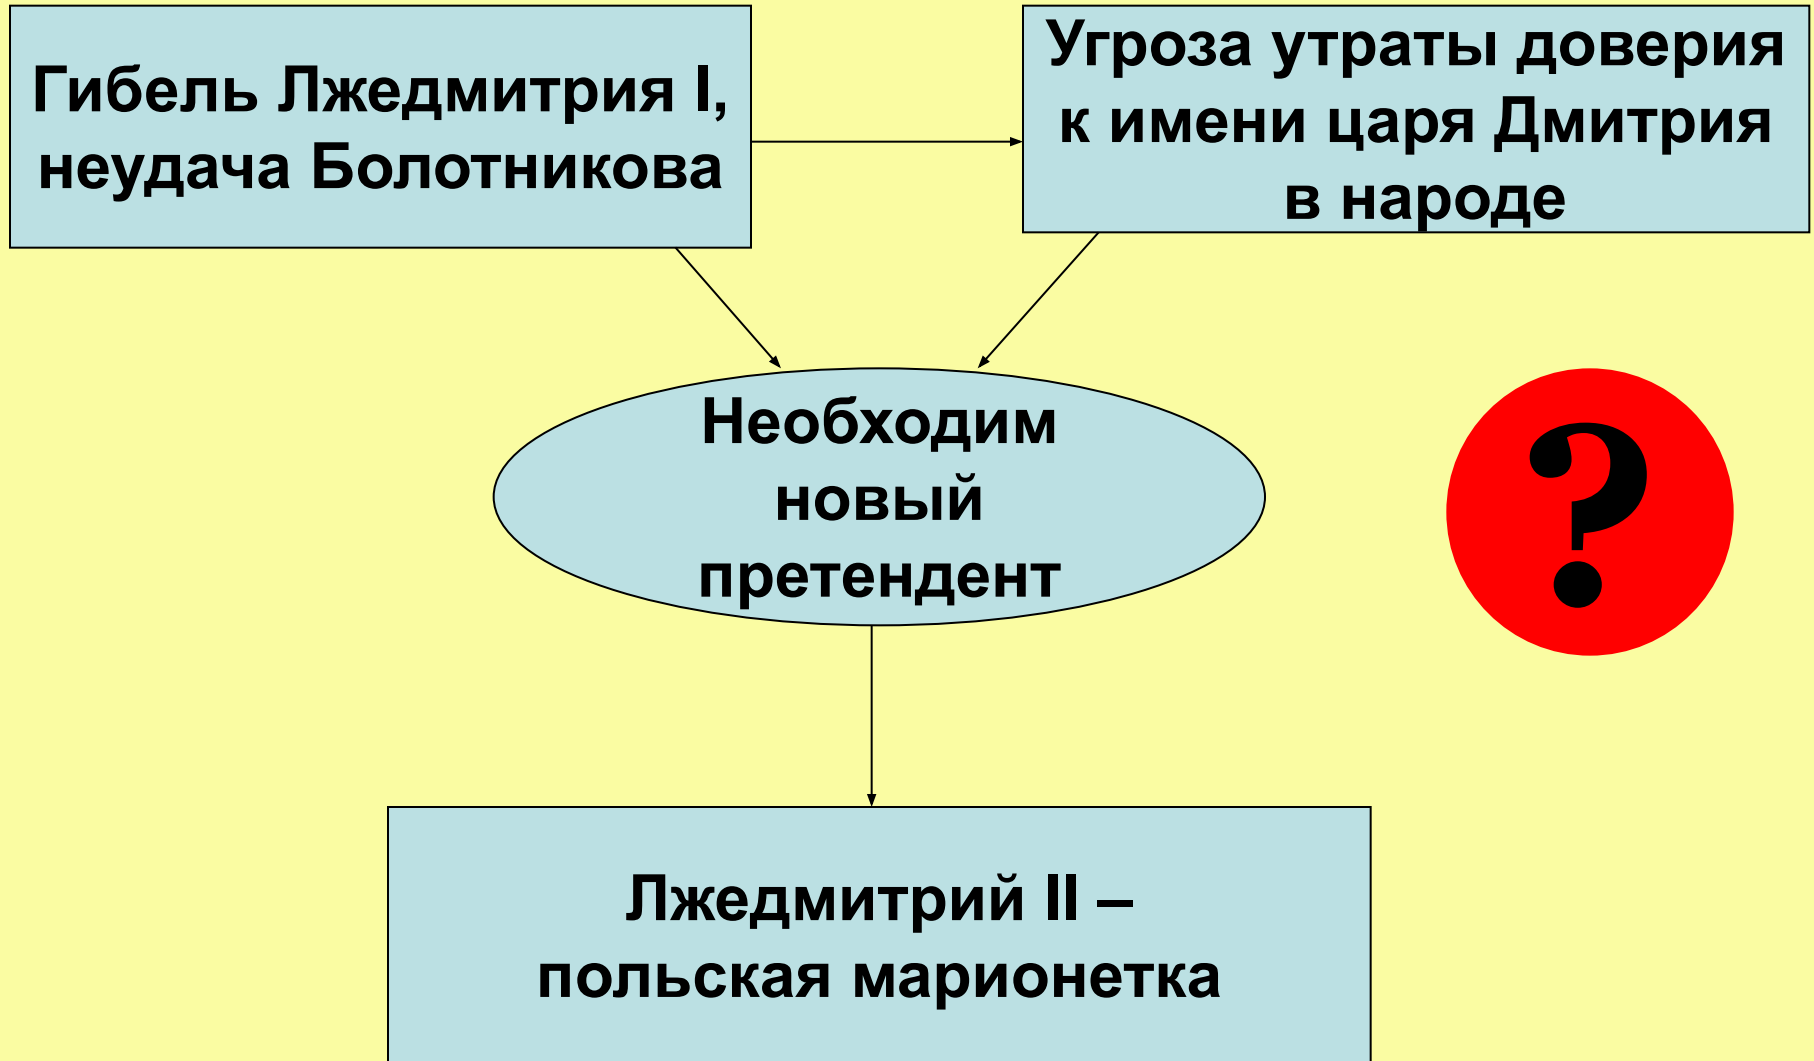 Гибель Лжедмитрия I,
неудача Болотникова
Угроза утраты доверия
к имени царя Дмитрия
в народе
Необходим
новый
претендент
?
Лжедмитрий II –
польская марионетка